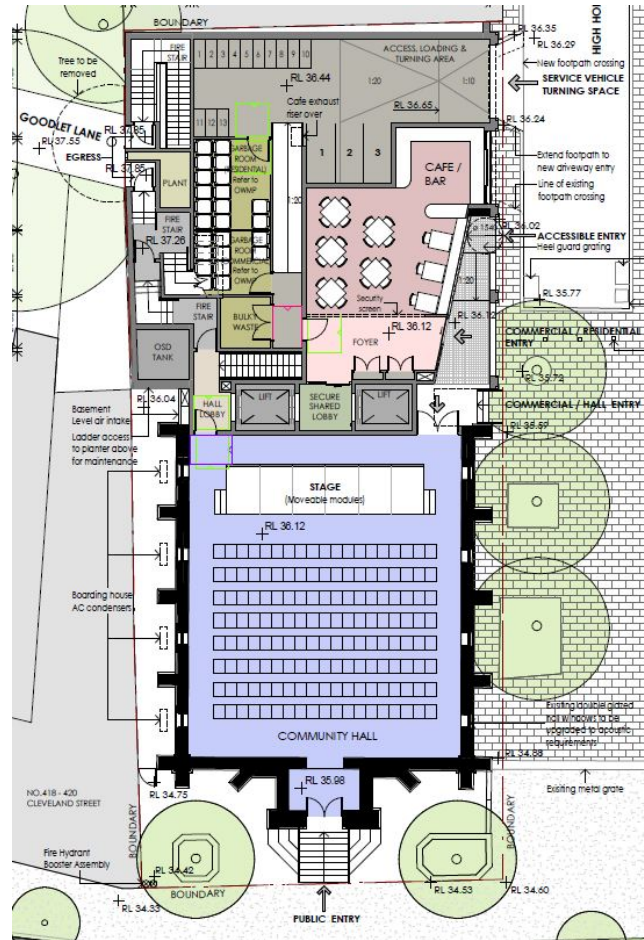 BOUNDARY
RL 36.35
RL 36.29
HIGH HO
Tree to be
removed
FIRE
STAIR
1 2 3 4 5 6 7 8 9 10
ACCESS, LOADING &
TURNING AREA
New footpath crossing
SERVICE VEHICLE
TURNING SPACE
RL 36.44
1:20
1:10
Cafe exhaust
riser over
RL 36.65
RL 36.24
GOODLET LANE
RL 37.85
RL 37.55
11 12 13
EGRESS
RL 37.85
GARBAGE
ROOM
(RESIDENTIAL)
Refer to
OWMP
1 2 3
CAFE /
BAR
Extend footpath to
new driveway entry
Line of existing
footpath crossing
PLANT
1:20
FIRE
STAIR
RL 37.26
GARBAGE
ROOM
COMMERCIAL
Refer to
OWMP
RL 36.02
ACCESSIBLE ENTRY
Heel guard grating
1:20
RL 35.77
Security
screen
FIRE
STAIR
BULKY
WASTE
RL 36.12
RL 36.12
COMMERCIAL / RESIDENTIAL
ENTRY
FOYER
OSD
TANK
RL 35.72
RL 36.04
HALL
LOBBY
LIFT
SECURE
SHARED
LOBBY
LIFT
COMMERCIAL / HALL ENTRY
Basement
Level air intake
RL 35.59
Ladder access
to planter above
for maintenance
STAGE
(Moveable modules)
RL 36.12
Boarding house
AC condensers
Existing double glazed
hall windows to be
upgraded to acoustic
requirements
COMMUNITY HALL
RL 34.88
RL 34.75
RL 35.98
Existing metal grate
NO.418 - 420
CLEVELAND STREET
BOUNDARY
BOUNDARY
Fire Hydrant
Booster Assembly
RL 34.42
BOUNDARY
RL 34.33
RL 34.53
RL 34.60
PUBLIC ENTRY